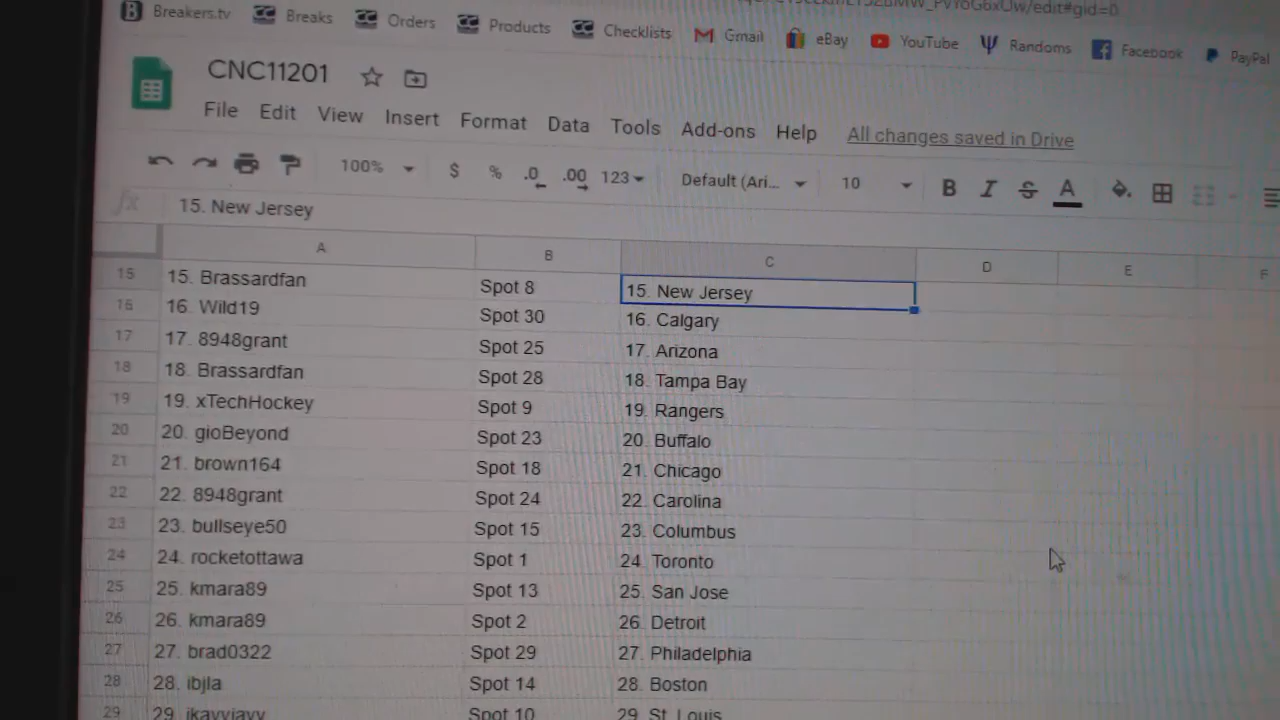 Breakers.tv Breaks Orders Products Checklists Gmail eBay YouTube Randoms Facebook PayPal
CNC11201
File Edit View Insert Format Data Tools Add-ons Help All changes saved in Drive
100% $ % .0 .00 123 Default (Ari... 10 B I S A
fx 15. New Jersey
A B C D E F
15 15. Brassardfan Spot 8 15. New Jersey
16 16. Wild19 Spot 30 16. Calgary
17 17. 8948grant Spot 25 17. Arizona
18 18. Brassardfan Spot 28 18. Tampa Bay
19 19. xTechHockey Spot 9 19. Rangers
20 20. gioBeyond Spot 23 20. Buffalo
21 21. brown164 Spot 18 21. Chicago
22 22. 8948grant Spot 24 22. Carolina
23 23. bullseye50 Spot 15 23. Columbus
24 24. rocketottawa Spot 1 24. Toronto
25 25. kmara89 Spot 13 25. San Jose
26 26. kmara89 Spot 2 26. Detroit
27 27. brad0322 Spot 29 27. Philadelphia
28 28. ibjla Spot 14 28. Boston
29 29. Spot 10 29. St. Louis